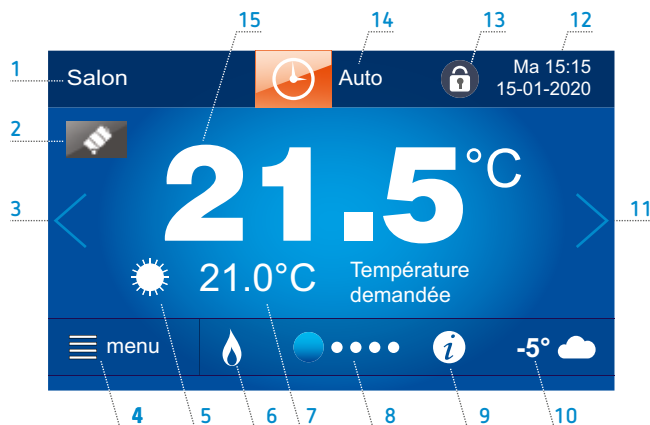 15 14 13 12
1 Salon Auto Ma 15:15
15-01-2020
2
21.5°C
3 11
21.0°C Température
demandée
menu i -5°
4 5 6 7 8 9 10